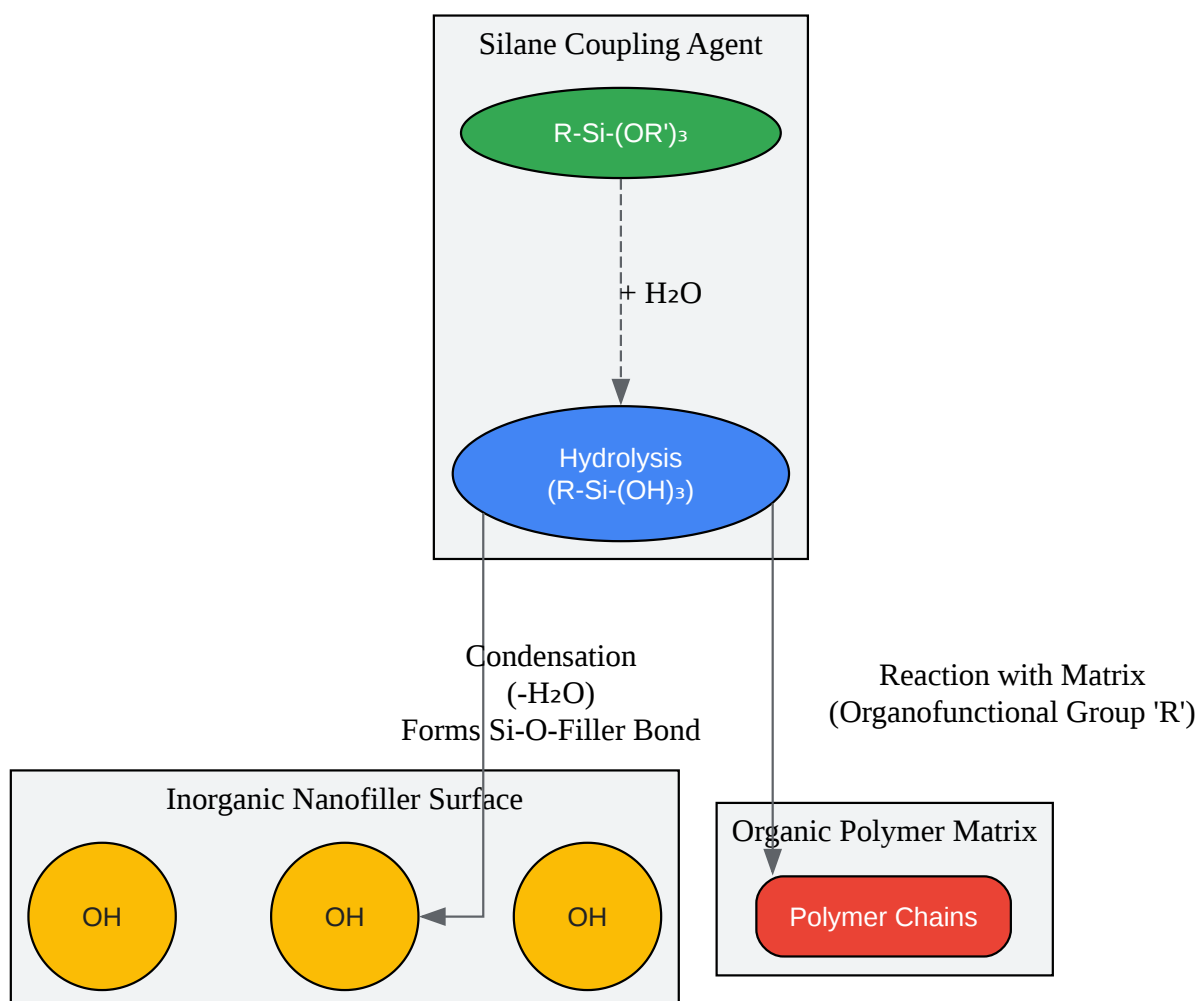 Silane Coupling Agent
R-Si-(OR')₃
+ H₂O
Hydrolysis
(R-Si-(OH)₃)
Condensation
(-H₂O)
Forms Si-O-Filler Bond
Reaction with Matrix
(Organofunctional Group 'R')
Inorganic Nanofiller Surface
OH
OH
OH
Organic Polymer Matrix
Polymer Chains